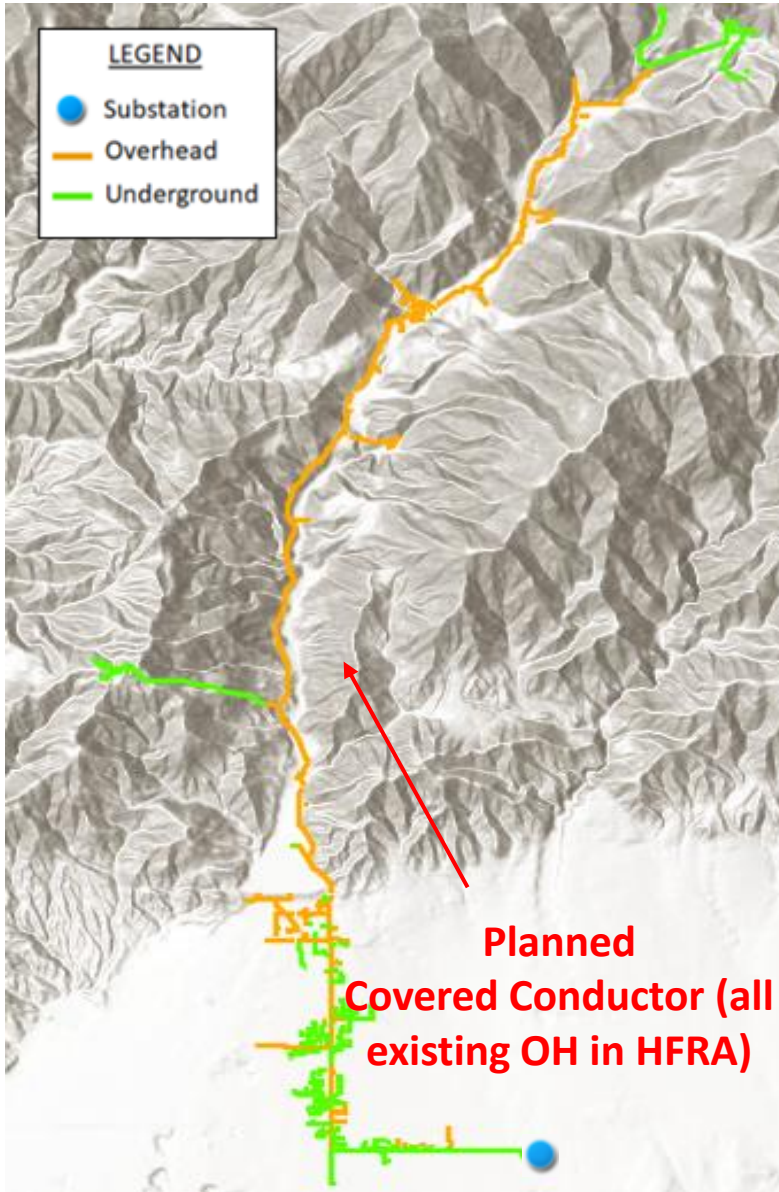 LEGEND
Substation
Overhead
Underground
Planned
Covered Conductor (all
existing OH in HFRA)